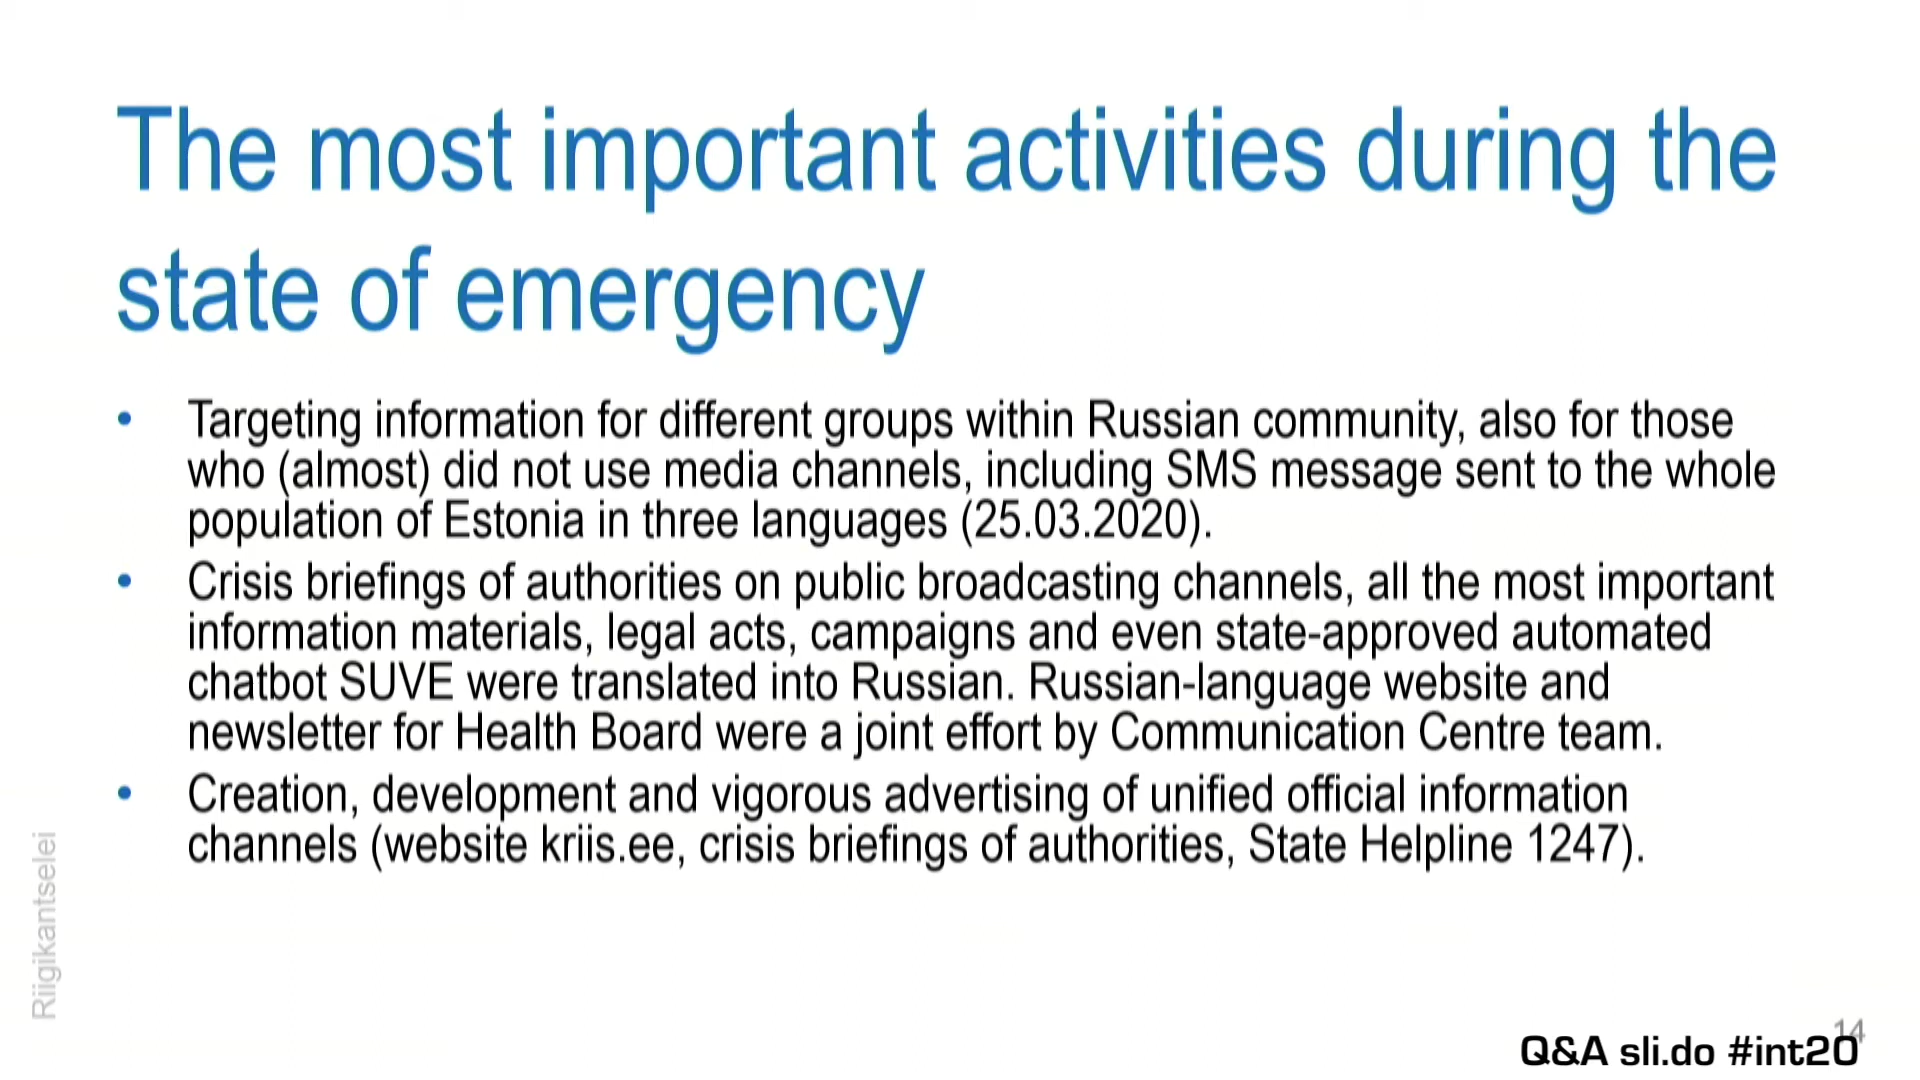 The most important activities during the
state of emergency
• Targeting information for different groups within Russian community, also for those
who (almost) did not use media channels, including SMS message sent to the whole
population of Estonia in three languages (25.03.2020).
• Crisis briefings of authorities on public broadcasting channels, all the most important
information materials, legal acts, campaigns and even state-approved automated
chatbot SUVE were translated into Russian. Russian-language website and
newsletter for Health Board were a joint effort by Communication Centre team.
• Creation, development and vigorous advertising of unified official information
channels (website kriis.ee, crisis briefings of authorities, State Helpline 1247).
Riigikantselei
14
Q&A sli.do #int20